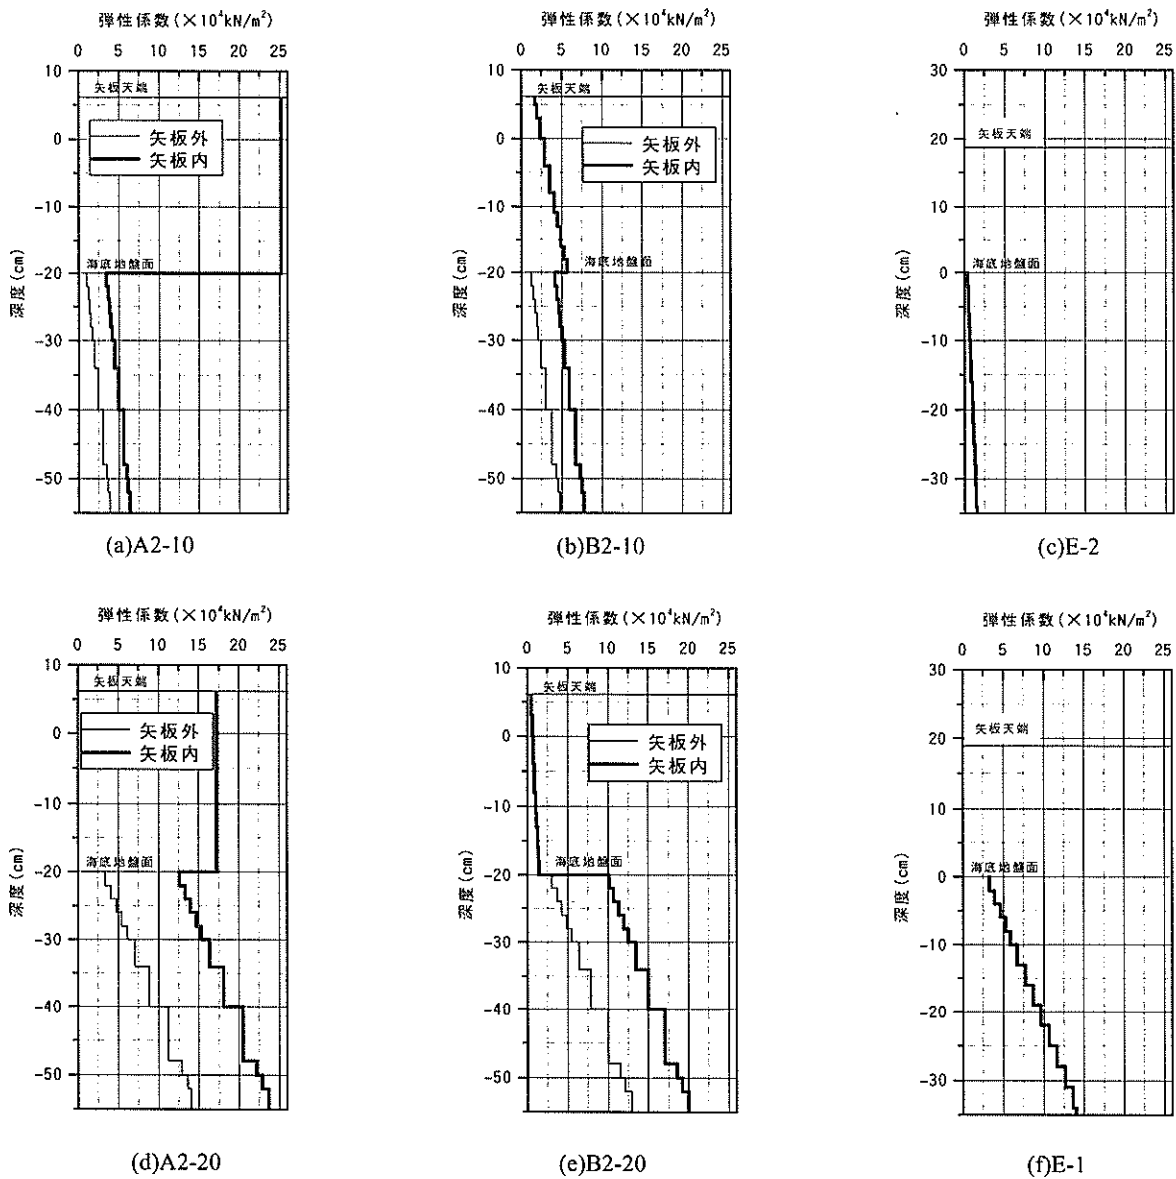 弾性係数(×10⁴kN/m²)
0 5 10 15 20 25
10
0
-10
-20
-30
-40
-50
深度(cm)
矢板天端
矢板外
矢板内
海底地盤面
(a)A2-10
弾性係数(×10⁴kN/m²)
0 5 10 15 20 25
10
0
-10
-20
-30
-40
-50
深度(cm)
矢板天端
矢板外
矢板内
海底地盤面
(b)B2-10
弾性係数(×10⁴kN/m²)
0 5 10 15 20 25
30
20
10
0
-10
-20
-30
深度(cm)
矢板天端
海底地盤面
(c)E-2
弾性係数(×10⁴kN/m²)
0 5 10 15 20 25
10
0
-10
-20
-30
-40
-50
深度(cm)
矢板天端
矢板外
矢板内
海底地盤面
(d)A2-20
弾性係数(×10⁴kN/m²)
0 5 10 15 20 25
10
0
-10
-20
-30
-40
-50
深度(cm)
矢板天端
矢板外
矢板内
海底地盤面
(e)B2-20
弾性係数(×10⁴kN/m²)
0 5 10 15 20 25
30
20
10
0
-10
-20
-30
深度(cm)
矢板天端
海底地盤面
(f)E-1